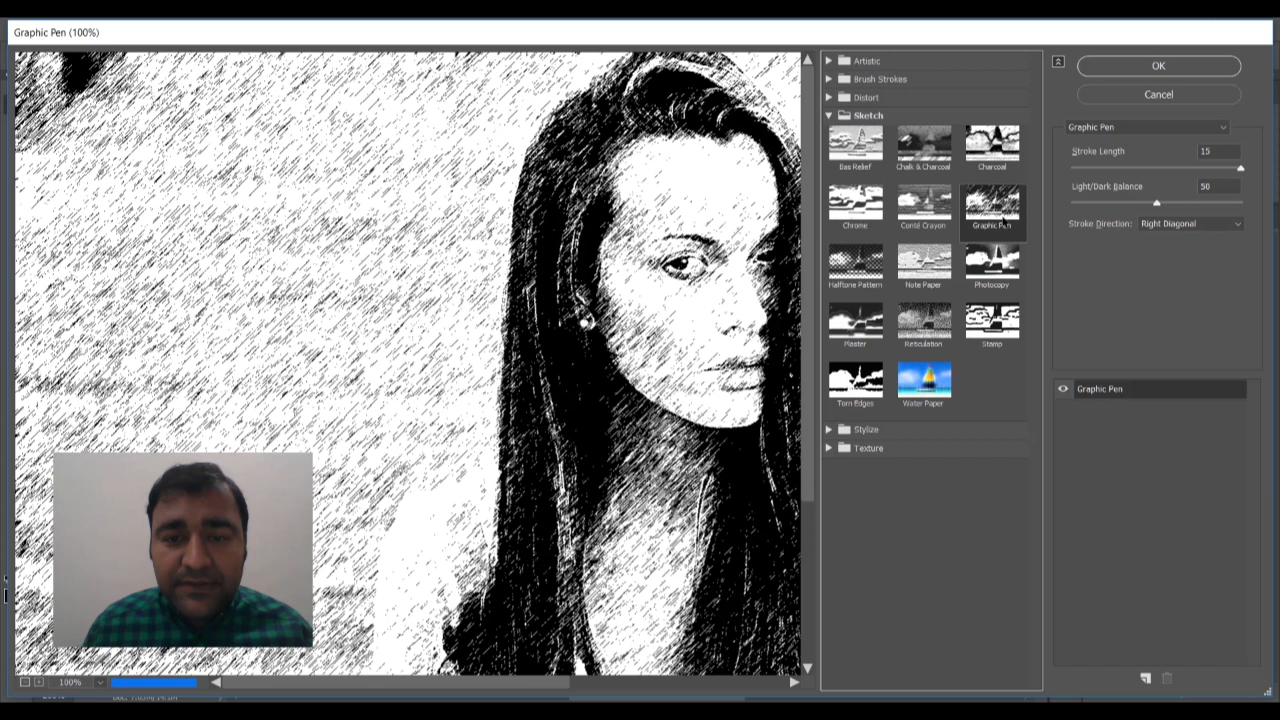 Graphic Pen (100%)
Artistic
Brush Strokes
Distort
Sketch
Bas Relief
Chalk & Charcoal
Charcoal
Chrome
Conté Crayon
Graphic Pen
Halftone Pattern
Note Paper
Photocopy
Plaster
Reticulation
Stamp
Torn Edges
Water Paper
Stylize
Texture
OK
Cancel
Graphic Pen
Stroke Length 15
Light/Dark Balance 50
Stroke Direction: Right Diagonal
Graphic Pen
100%